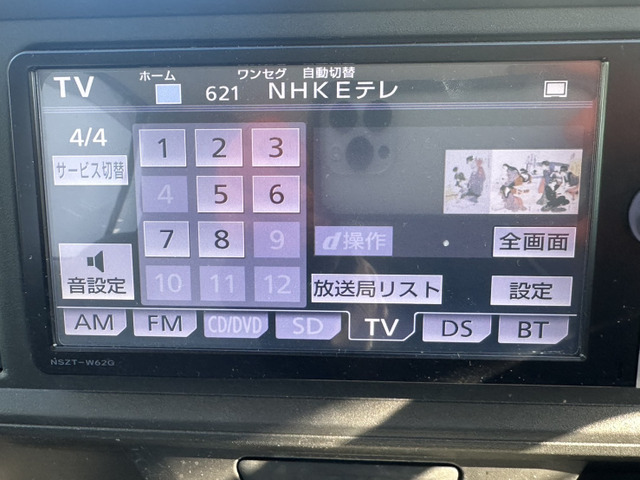 TV ホーム 621 ワンセグ 自動切替 NHKEテレ
4/4
サービス切替
1 2 3
4 5 6
7 8 9
10 11 12
d操作 全画面
音設定
放送局リスト 設定
AM FM CD/DVD SD TV DS BT
NSZT-W62G